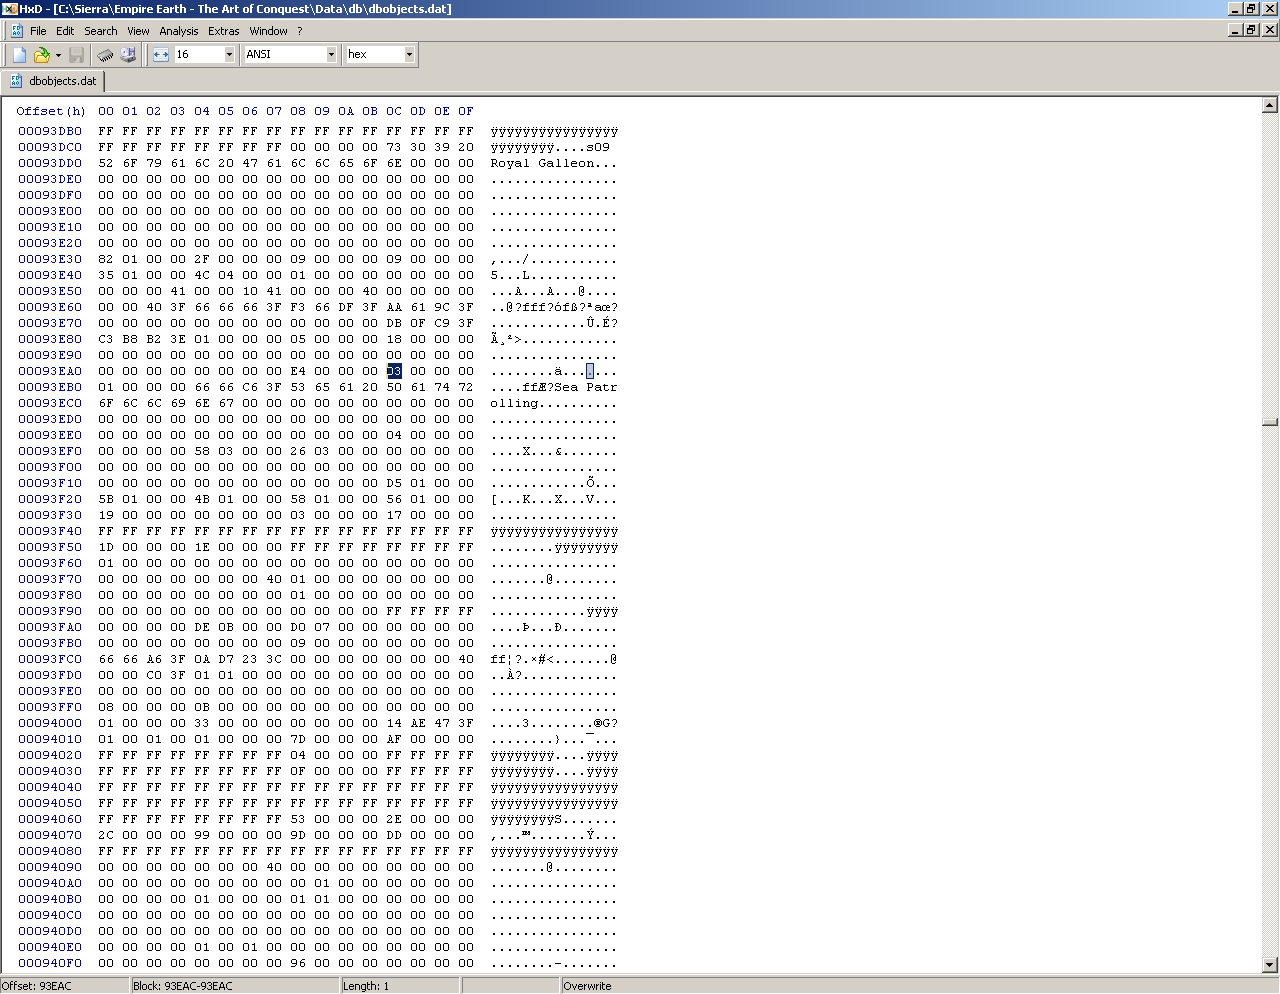 HxD - [C:\Sierra\Empire Earth - The Art of Conquest\Data\db\dbobjects.dat]
File Edit Search View Analysis Extras Window ?
16 ANSI hex
dbobjects.dat
Offset(h) 00 01 02 03 04 05 06 07 08 09 0A 0B 0C 0D 0E 0F
00093DB0 FF FF FF FF FF FF FF FF FF FF FF FF FF FF FF FF ÿÿÿÿÿÿÿÿÿÿÿÿÿÿÿÿ
00093DC0 FF FF FF FF FF FF FF FF 00 00 00 00 73 30 39 20 ÿÿÿÿÿÿÿÿ....s09
00093DD0 52 6F 79 61 6C 20 47 61 6C 6C 65 6F 6E 00 00 00 Royal Galleon...
00093DE0 00 00 00 00 00 00 00 00 00 00 00 00 00 00 00 00 ................
00093DF0 00 00 00 00 00 00 00 00 00 00 00 00 00 00 00 00 ................
00093E00 00 00 00 00 00 00 00 00 00 00 00 00 00 00 00 00 ................
00093E10 00 00 00 00 00 00 00 00 00 00 00 00 00 00 00 00 ................
00093E20 00 00 00 00 00 00 00 00 00 00 00 00 00 00 00 00 ................
00093E30 82 01 00 00 2F 00 00 00 09 00 00 00 09 00 00 00 ‚.../...........
00093E40 35 01 00 00 4C 04 00 00 01 00 00 00 00 00 00 00 5...L...........
00093E50 00 00 00 41 00 00 10 41 00 00 00 40 00 00 00 00 ...A...A...@....
00093E60 00 00 40 3F 66 66 66 3F F3 66 DF 3F AA 61 9C 3F ..@?fff?ófß?ªaœ?
00093E70 00 00 00 00 00 00 00 00 00 00 00 00 DB 0F C9 3F ............Û.É?
00093E80 C3 B8 B2 3E 01 00 00 00 05 00 00 00 18 00 00 00 Ã¸²>............
00093E90 00 00 00 00 00 00 00 00 00 00 00 00 00 00 00 00 ................
00093EA0 00 00 00 00 00 00 00 00 E4 00 00 00 03 00 00 00 ........ä.......
00093EB0 01 00 00 00 66 66 C6 3F 53 65 61 20 50 61 74 72 ....ffÆ?Sea Patr
00093EC0 6F 6C 6C 69 6E 67 00 00 00 00 00 00 00 00 00 00 olling..........
00093ED0 00 00 00 00 00 00 00 00 00 00 00 00 00 00 00 00 ................
00093EE0 00 00 00 00 00 00 00 00 00 00 00 00 04 00 00 00 ................
00093EF0 00 00 00 00 58 03 00 00 26 03 00 00 00 00 00 00 ....X...&.......
00093F00 00 00 00 00 00 00 00 00 00 00 00 00 00 00 00 00 ................
00093F10 00 00 00 00 00 00 00 00 00 00 00 00 D5 01 00 00 ............Õ...
00093F20 5B 01 00 00 4B 01 00 00 58 01 00 00 56 01 00 00 [...K...X...V...
00093F30 19 00 00 00 00 00 00 00 03 00 00 00 17 00 00 00 ................
00093F40 FF FF FF FF FF FF FF FF FF FF FF FF FF FF FF FF ÿÿÿÿÿÿÿÿÿÿÿÿÿÿÿÿ
00093F50 1D 00 00 00 1E 00 00 00 FF FF FF FF FF FF FF FF ........ÿÿÿÿÿÿÿÿ
00093F60 01 00 00 00 00 00 00 00 00 00 00 00 00 00 00 00 ................
00093F70 00 00 00 00 00 00 00 40 01 00 00 00 00 00 00 00 .......@........
00093F80 00 00 00 00 00 00 00 00 01 00 00 00 00 00 00 00 ................
00093F90 00 00 00 00 00 00 00 00 00 00 00 00 FF FF FF FF ............ÿÿÿÿ
00093FA0 00 00 00 00 DE 0B 00 00 D0 07 00 00 00 00 00 00 ....Þ...Ð.......
00093FB0 00 00 00 00 00 00 00 00 09 00 00 00 00 00 00 00 ................
00093FC0 66 66 A6 3F 0A D7 23 3C 00 00 00 00 00 00 00 40 ff¦?.×#<.......@
00093FD0 00 00 C0 3F 01 01 00 00 00 00 00 00 00 00 00 00 ..À?............
00093FE0 00 00 00 00 00 00 00 00 00 00 00 00 00 00 00 00 ................
00093FF0 08 00 00 00 0B 00 00 00 00 00 00 00 00 00 00 00 ................
00094000 01 00 00 00 33 00 00 00 00 00 00 00 14 AE 47 3F ....3........®G?
00094010 01 00 01 00 01 00 00 00 7D 00 00 00 AF 00 00 00 ........}...¯...
00094020 FF FF FF FF FF FF FF FF 04 00 00 00 FF FF FF FF ÿÿÿÿÿÿÿÿ....ÿÿÿÿ
00094030 FF FF FF FF FF FF FF FF 0F 00 00 00 FF FF FF FF ÿÿÿÿÿÿÿÿ....ÿÿÿÿ
00094040 FF FF FF FF FF FF FF FF FF FF FF FF FF FF FF FF ÿÿÿÿÿÿÿÿÿÿÿÿÿÿÿÿ
00094050 FF FF FF FF FF FF FF FF FF FF FF FF FF FF FF FF ÿÿÿÿÿÿÿÿÿÿÿÿÿÿÿÿ
00094060 FF FF FF FF FF FF FF FF 53 00 00 00 2E 00 00 00 ÿÿÿÿÿÿÿÿS.......
00094070 2C 00 00 00 99 00 00 00 9D 00 00 00 DD 00 00 00 ,...™.......Ý...
00094080 FF FF FF FF FF FF FF FF FF FF FF FF FF FF FF FF ÿÿÿÿÿÿÿÿÿÿÿÿÿÿÿÿ
00094090 00 00 00 00 00 00 00 40 00 00 00 00 00 00 00 00 .......@........
000940A0 00 00 00 00 00 00 00 00 00 01 00 00 00 00 00 00 ................
000940B0 00 00 00 00 01 00 00 00 01 01 00 00 00 00 00 00 ................
000940C0 00 00 00 00 00 00 00 00 00 00 00 00 00 00 00 00 ................
000940D0 00 00 00 00 00 00 00 00 00 00 00 00 00 00 00 00 ................
000940E0 00 00 00 00 01 00 01 00 00 00 00 00 00 00 00 00 ................
000940F0 00 00 00 00 00 00 00 00 96 00 00 00 00 00 00 00 ........–.......
Offset: 93EAC Block: 93EAC-93EAC Length: 1 Overwrite